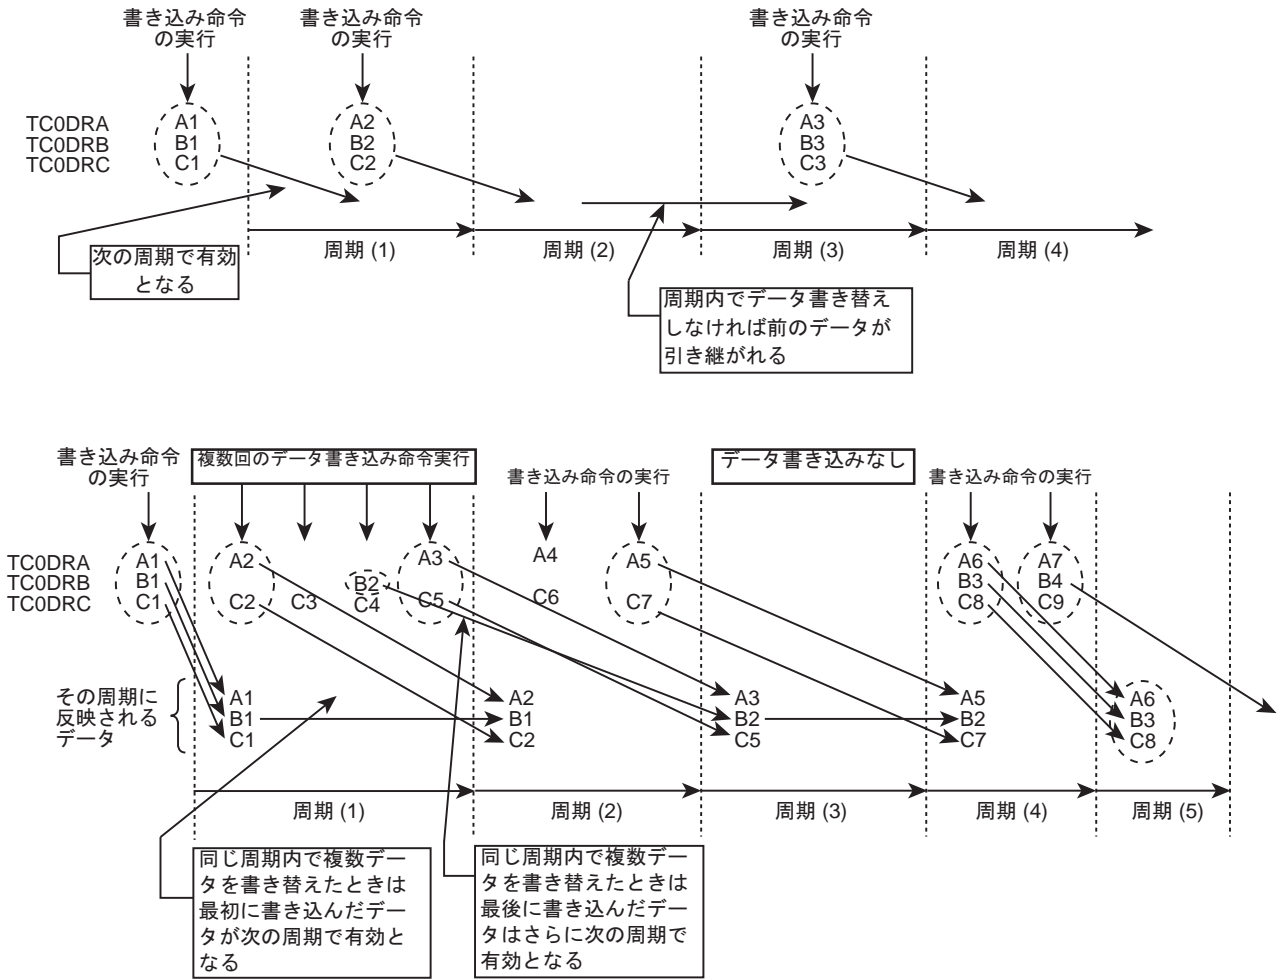 書き込み命令
の実行
書き込み命令
の実行
書き込み命令
の実行
TC0DRA
TC0DRB
TC0DRC
A1
B1
C1
A2
B2
C2
A3
B3
C3
周期 (1)
周期 (2)
周期 (3)
周期 (4)
次の周期で有効
となる
周期内でデータ書き替え
しなければ前のデータが
引き継がれる
書き込み命令
の実行
複数回のデータ書き込み命令実行
書き込み命令の実行
データ書き込みなし
書き込み命令の実行
TC0DRA
TC0DRB
TC0DRC
A1
B1
C1
A2
C2
C3
B2
C4
A3
C5
A4
C6
A5
C7
A6
B3
C8
A7
B4
C9
その周期に
反映される
データ
A1
B1
C1
A2
B1
C2
A3
B2
C5
A5
B2
C7
A6
B3
C8
周期 (1)
周期 (2)
周期 (3)
周期 (4)
周期 (5)
同じ周期内で複数デー
タを書き替えたときは
最初に書き込んだデー
タが次の周期で有効と
なる
同じ周期内で複数デー
タを書き替えたときは
最後に書き込んだデー
タはさらに次の周期で
有効となる